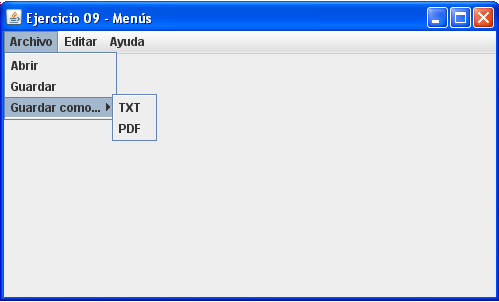 Ejercicio 09 - Menús
Archivo Editar Ayuda
Abrir
Guardar
Guardar como... TXT
PDF